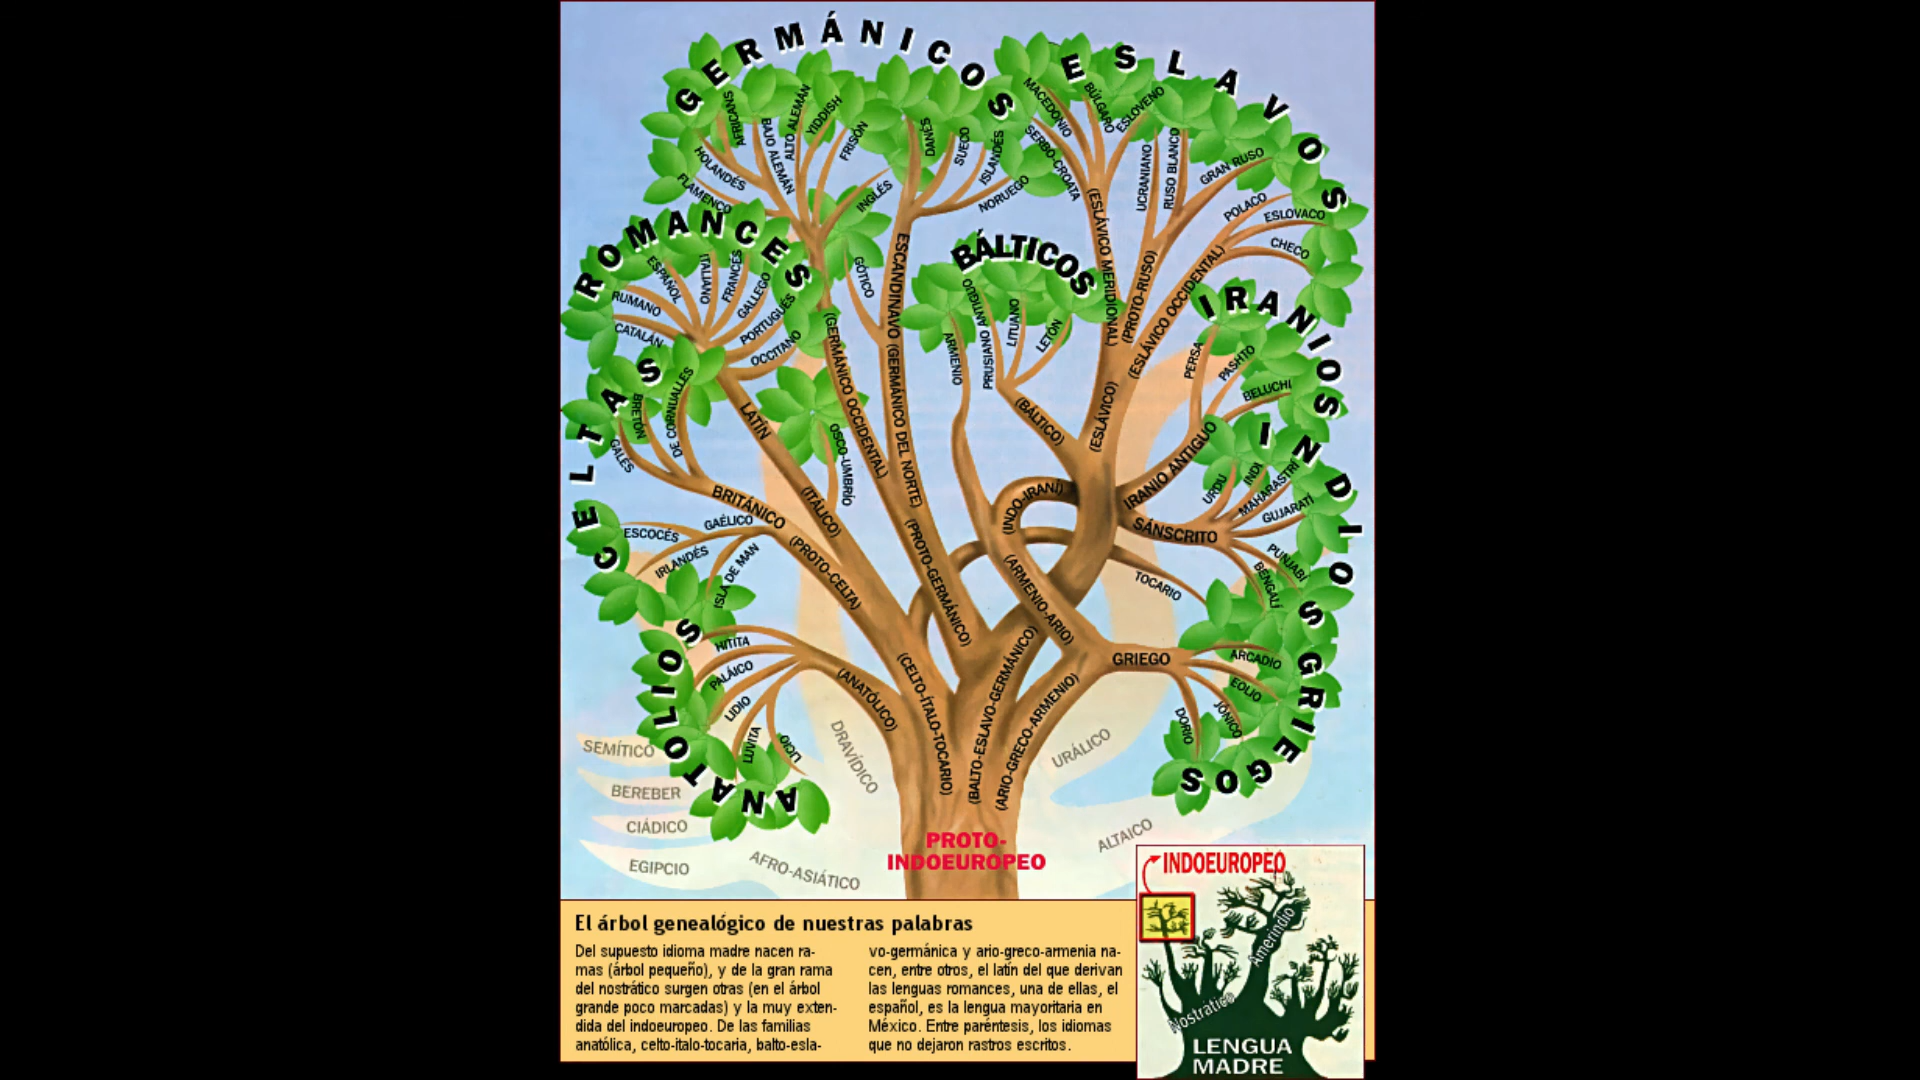 GERMÁNICOS
ESLAVOS
AFRICANS
BAJO ALEMÁN
ALTO ALEMÁN
YIDDISH
FRISÓN
HOLANDÉS
FLAMENCO
INGLÉS
DANÉS
SUECO
ISLANDÉS
NORUEGO
MACEDONIO
BÚLGARO
ESLOVENO
SERBO-CROATA
UCRANIANO
RUSO BLANCO
GRAN RUSO
POLACO
ESLOVACO
CHECO
(ESLÁVICO MERIDIONAL)
(PROTO-RUSO)
(ESLÁVICO OCCIDENTAL)
ROMANCES
ESPAÑOL
ITALIANO
FRANCÉS
GALLEGO
PORTUGUÉS
OCCITANO
RUMANO
CATALÁN
GÓTICO
ESCANDINAVO (GERMÁNICO DEL NORTE)
(GERMÁNICO OCCIDENTAL)
BÁLTICOS
ARMENIO
PRUSIANO ANTIGUO
LITUANO
LETÓN
(BÁLTICO)
(ESLÁVICO)
IRANIOS
PERSA
PASHTO
BELUCHI
IRANIO ANTIGUO
CELTAS
BRETÓN
DE CORNUALLES
GALÉS
LATÍN
OSCO-UMBRÍO
(ITÁLICO)
BRITÁNICO
GAÉLICO
ESCOCÉS
IRLANDÉS
ISLA DE MAN
(PROTO-CELTA)
(PROTO-GERMÁNICO)
(INDO-IRANÍ)
(ARMENIO-ARIO)
INDIOS
URDU
INDI
MAHARASTRI
GUJARATÍ
SÁNSCRITO
PUNJABI
BENGALÍ
TOCARIO
ANATOLIOS
HITITA
PALÁICO
LIDIO
LUVITA
LICIO
(ANATÓLICO)
(CELTO-ÍTALO-TOCARIO)
(BALTO-ESLAVO-GERMÁNICO)
(ARIO-GRECO-ARMENIO)
GRIEGO
GRIEGOS
ARCADIO
EOLIO
JÓNICO
DORIO
SEMÍTICO
BEREBER
CIÁDICO
EGIPCIO
AFRO-ASIÁTICO
DRAVÍDICO
URÁLICO
ALTAICO
PROTO-
INDOEUROPEO
El árbol genealógico de nuestras palabras
Del supuesto idioma madre nacen ra-
mas (árbol pequeño), y de la gran rama
del nostrático surgen otras (en el árbol
grande poco marcadas) y la muy exten-
dida del indoeuropeo. De las familias
anatólica, celto-italo-tocaria, balto-esla-
vo-germánica y ario-greco-armenia na-
cen, entre otros, el latín del que derivan
las lenguas romances, una de ellas, el
español, es la lengua mayoritaria en
México. Entre paréntesis, los idiomas
que no dejaron rastros escritos.
INDOEUROPEO
Amerindio
Nostrático
LENGUA
MADRE